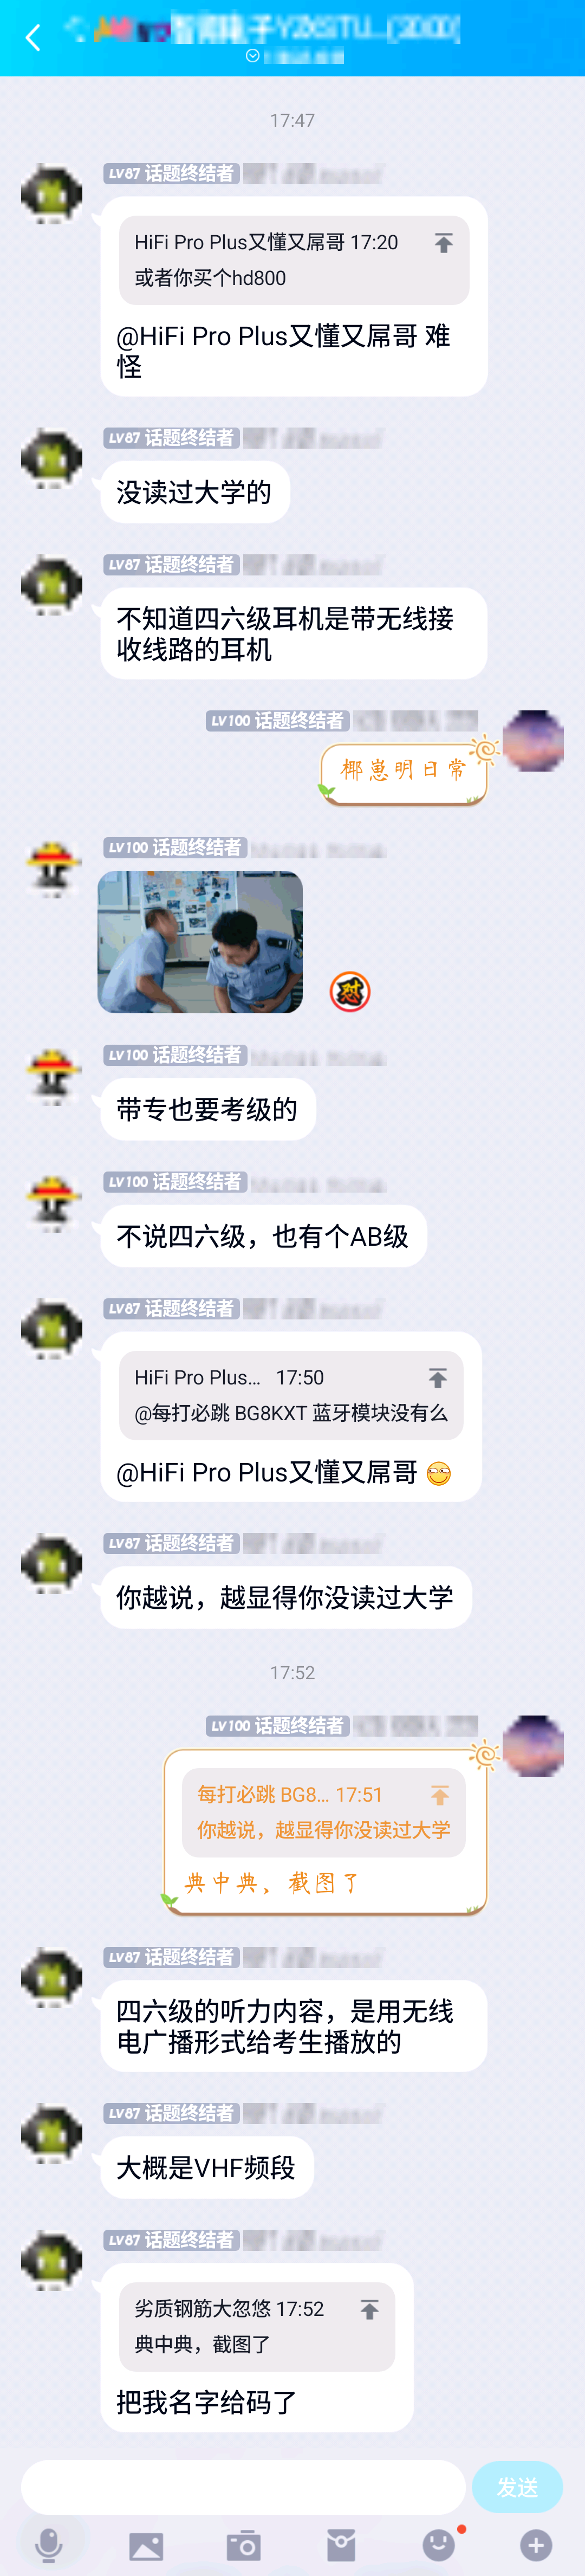 17:47
LV87 话题终结者
HiFi Pro Plus又懂又屌哥 17:20
或者你买个hd800
@HiFi Pro Plus又懂又屌哥 难
怪
LV87 话题终结者
没读过大学的
LV87 话题终结者
不知道四六级耳机是带无线接
收线路的耳机
LV100 话题终结者
椰崽明日常
LV100 话题终结者
怼
LV100 话题终结者
带专也要考级的
LV100 话题终结者
不说四六级，也有个AB级
LV87 话题终结者
HiFi Pro Plus... 17:50
@每打必跳 BG8KXT 蓝牙模块没有么
@HiFi Pro Plus又懂又屌哥
LV87 话题终结者
你越说，越显得你没读过大学
17:52
LV100 话题终结者
每打必跳 BG8... 17:51
你越说，越显得你没读过大学
典中典，截图了
LV87 话题终结者
四六级的听力内容，是用无线
电广播形式给考生播放的
LV87 话题终结者
大概是VHF频段
LV87 话题终结者
劣质钢筋大忽悠 17:52
典中典，截图了
把我名字给码了
发送